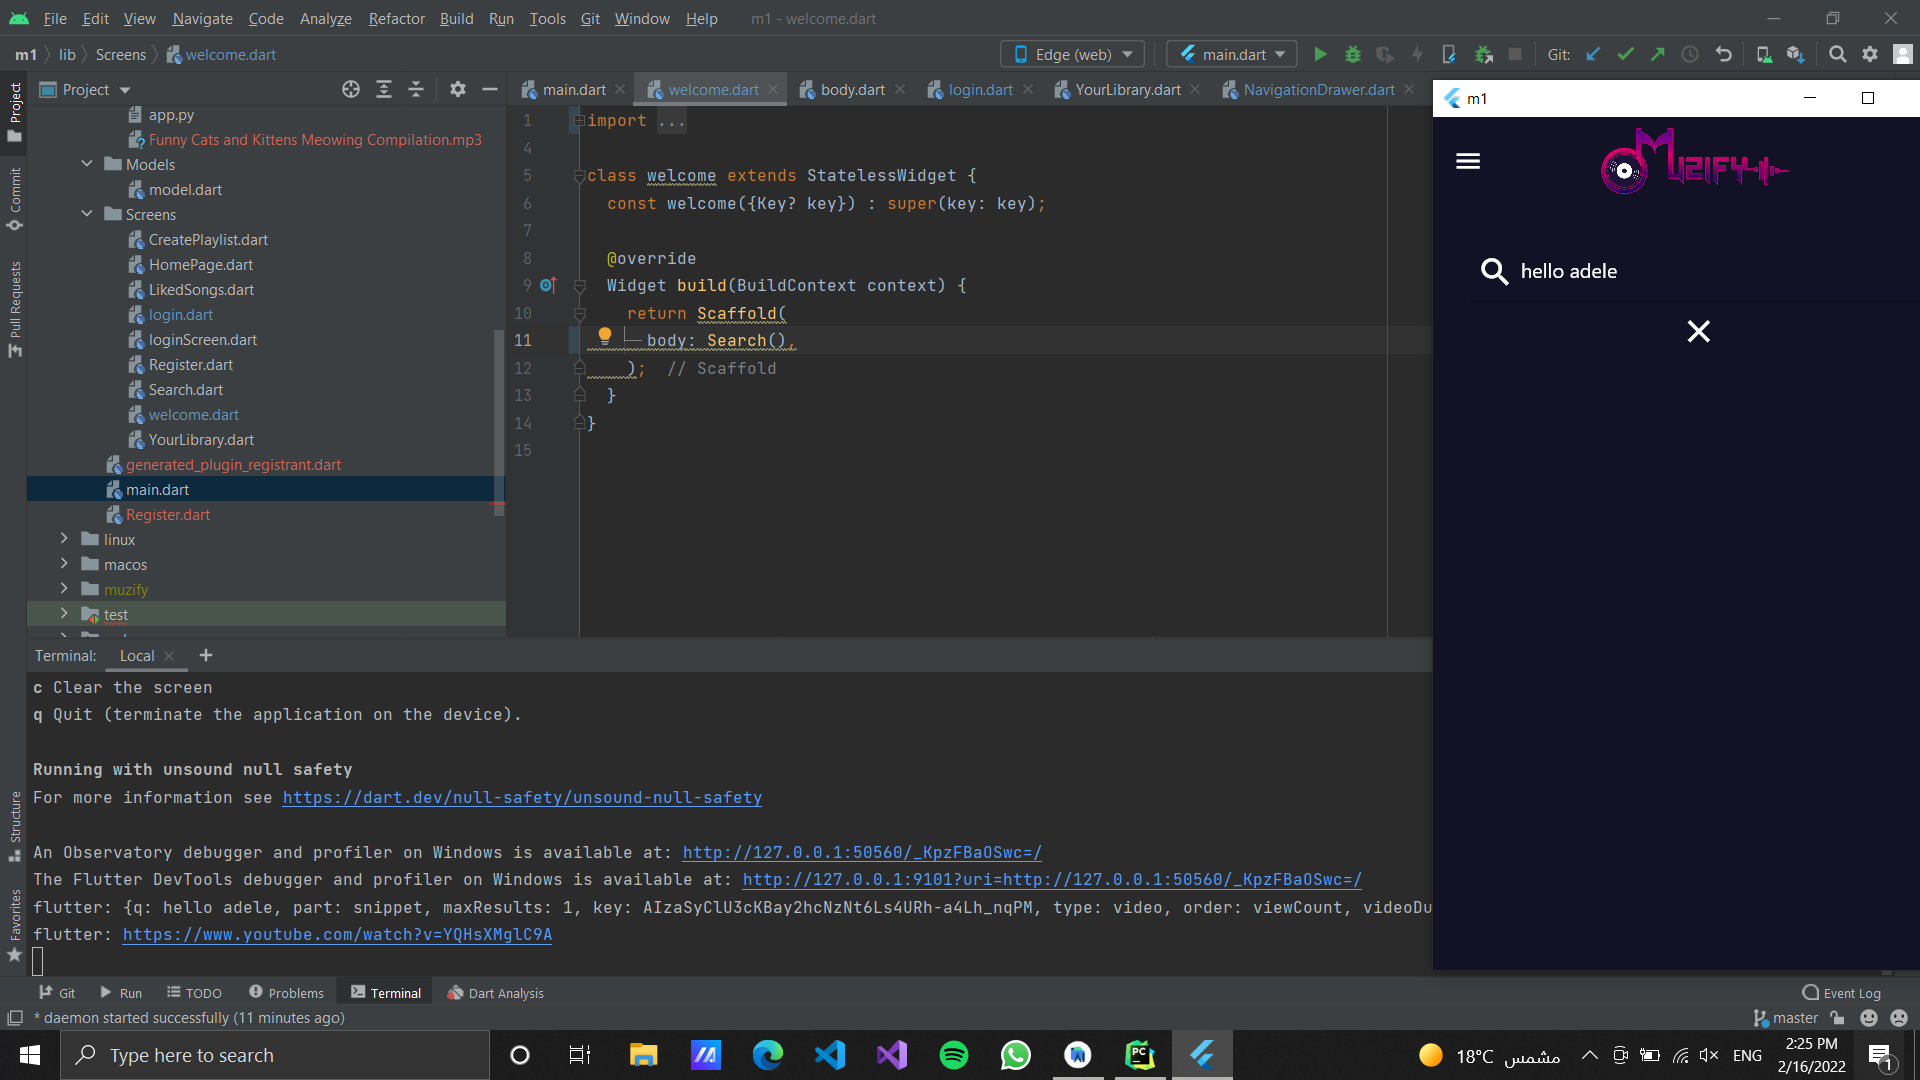 File Edit View Navigate Code Analyze Refactor Build Run Tools Git Window Help m1 - welcome.dart
m1 lib Screens welcome.dart Edge (web) main.dart Git:
Project
main.dart welcome.dart body.dart login.dart YourLibrary.dart NavigationDrawer.dart
Project
Commit
Pull Requests
Structure
Favorites
app.py
Funny Cats and Kittens Meowing Compilation.mp3
Models
model.dart
Screens
CreatePlaylist.dart
HomePage.dart
LikedSongs.dart
login.dart
loginScreen.dart
Register.dart
Search.dart
welcome.dart
YourLibrary.dart
generated_plugin_registrant.dart
main.dart
Register.dart
linux
macos
muzify
test
1 import ...
4
5 class welcome extends StatelessWidget {
6 const welcome({Key? key}) : super(key: key);
7
8 @override
9 Widget build(BuildContext context) {
10 return Scaffold(
11 body: Search(),
12 ); // Scaffold
13 }
14 }
15
m1
Muzify
hello adele
Terminal: Local
c Clear the screen
q Quit (terminate the application on the device).
Running with unsound null safety
For more information see https://dart.dev/null-safety/unsound-null-safety
An Observatory debugger and profiler on Windows is available at: http://127.0.0.1:50560/_KpzFBaOSwc=/
The Flutter DevTools debugger and profiler on Windows is available at: http://127.0.0.1:9101?uri=http://127.0.0.1:50560/_KpzFBaOSwc=/
flutter: {q: hello adele, part: snippet, maxResults: 1, key: AIzaSyClU3cKBay2hcNzNt6Ls4URh-a4Lh_nqPM, type: video, order: viewCount, videoDu
flutter: https://www.youtube.com/watch?v=YQHsXMglC9A
Git Run TODO Problems Terminal Dart Analysis Event Log
* daemon started successfully (11 minutes ago) master
Type here to search
18°C مشمس ENG
2:25 PM
2/16/2022
1